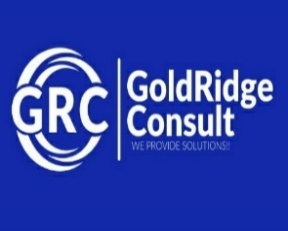 GRC
GoldRidge
Consult
WE PROVIDE SOLUTIONS!!